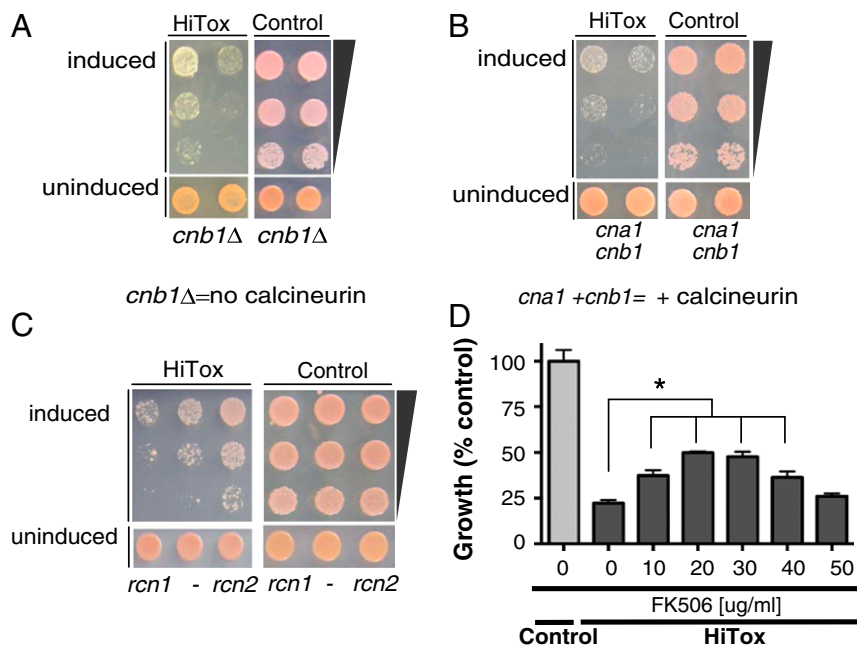 A
HiTox Control
induced
uninduced
cnb1Δ cnb1Δ
cnb1Δ=no calcineurin
B
HiTox Control
induced
uninduced
cna1 cna1
cnb1 cnb1
cna1 +cnb1= + calcineurin
C
HiTox Control
induced
uninduced
rcn1 - rcn2 rcn1 - rcn2
D
Growth (% control)
100
75
50
25
0
*
0 0 10 20 30 40 50
FK506 [ug/ml]
Control HiTox